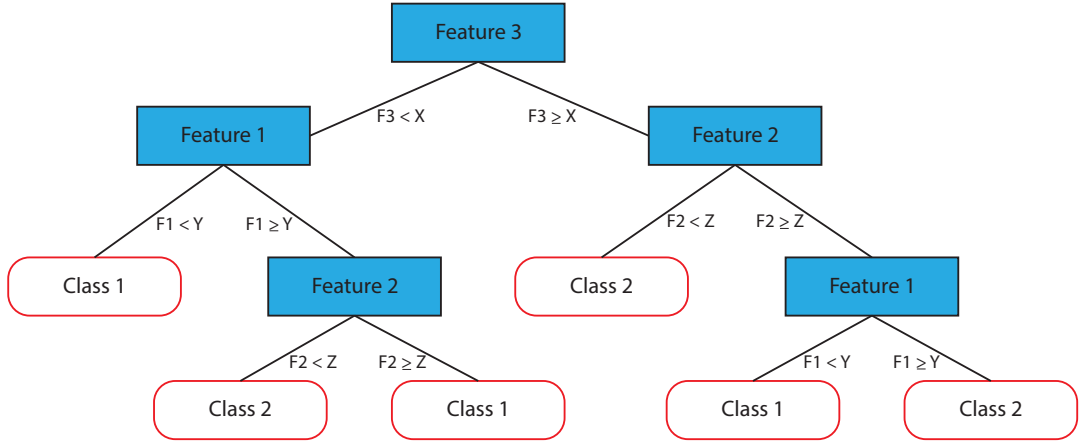 Feature 3
F3 < X
F3 ≥ X
Feature 1
Feature 2
F1 < Y
F1 ≥ Y
F2 < Z
F2 ≥ Z
Class 1
Feature 2
Class 2
Feature 1
F2 < Z
F2 ≥ Z
F1 < Y
F1 ≥ Y
Class 2
Class 1
Class 1
Class 2